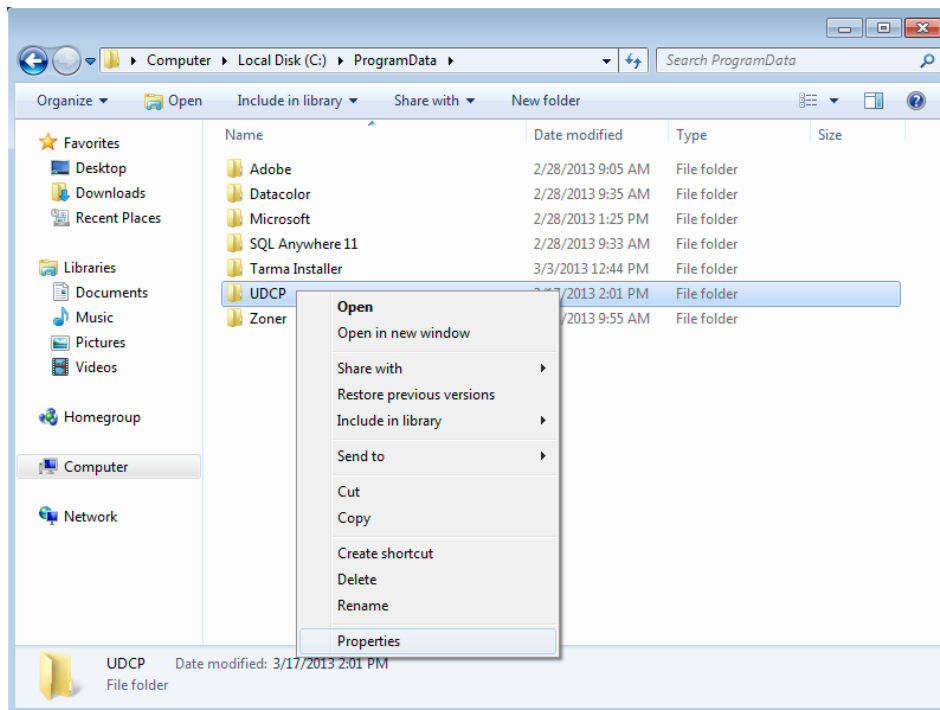 Computer Local Disk (C:) ProgramData Search ProgramData
Organize Open Include in library Share with New folder
Name Date modified Type Size
Favorites
Desktop
Downloads
Recent Places
Libraries
Documents
Music
Pictures
Videos
Homegroup
Computer
Network
Adobe 2/28/2013 9:05 AM File folder
Datacolor 2/28/2013 9:35 AM File folder
Microsoft 2/28/2013 1:25 PM File folder
SQL Anywhere 11 2/28/2013 9:33 AM File folder
Tarma Installer 3/3/2013 12:44 PM File folder
UDCP /2013 2:01 PM File folder
Zoner /2013 9:55 AM File folder
Open
Open in new window
Share with
Restore previous versions
Include in library
Send to
Cut
Copy
Create shortcut
Delete
Rename
Properties
UDCP Date modified: 3/17/2013 2:01 PM
File folder